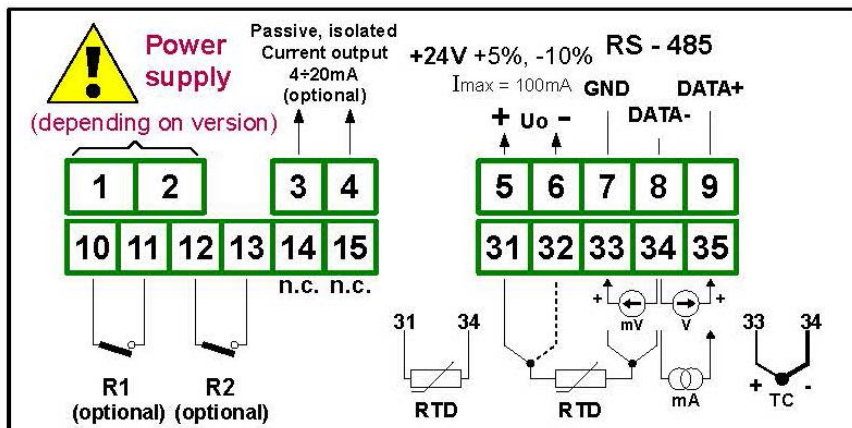 Power
supply
(depending on version)
Passive, isolated
Current output
4÷20mA
(optional)
+24V +5%, -10%
Imax = 100mA
+ Uo -
RS - 485
GND
DATA-
DATA+
1 2 3 4 5 6 7 8 9
10 11 12 13 14 15 31 32 33 34 35
n.c. n.c.
R1
(optional)
R2
(optional)
31 34
RTD
RTD
+ mV
V +
mA
33 34
+ TC -